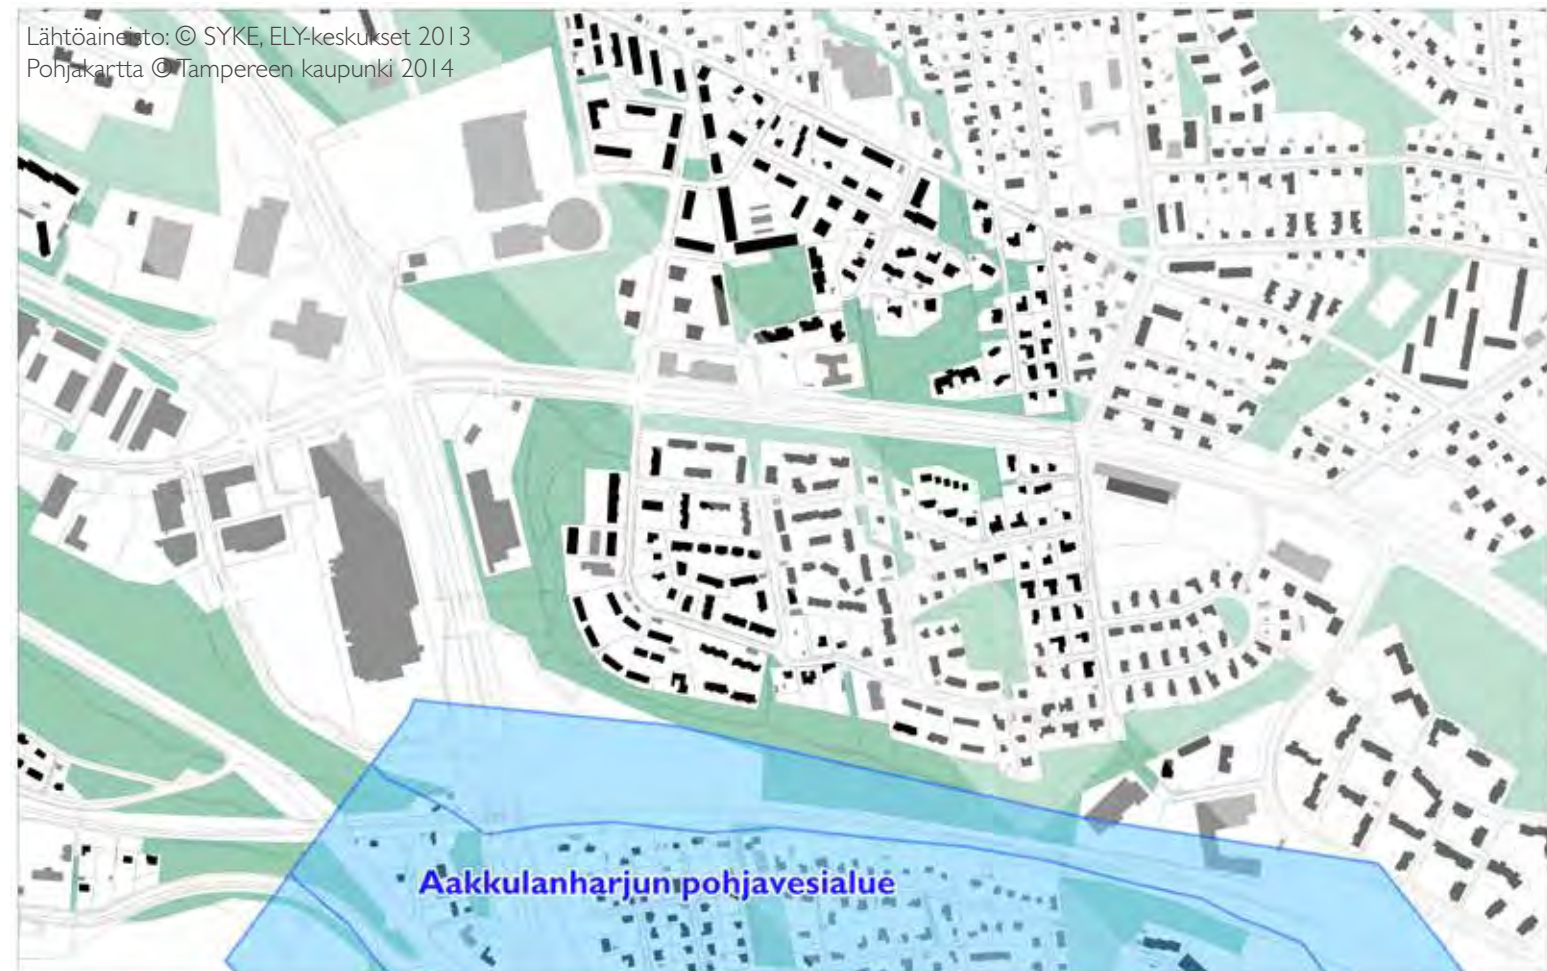 Lähtöaineisto: © SYKE, ELY-keskukset 2013
Pohjakartta © Tampereen kaupunki 2014
Aakkulanharjun pohjavesialue